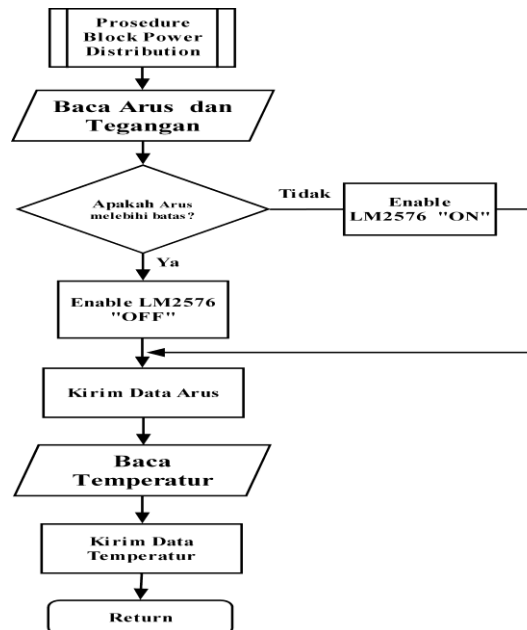 Prosedure
Block Power
Distribution
Baca Arus dan
Tegangan
Apakah Arus
melebihi batas?
Tidak
Enable
LM2576 "ON"
Ya
Enable LM2576
"OFF"
Kirim Data Arus
Baca
Temperatur
Kirim Data
Temperatur
Return